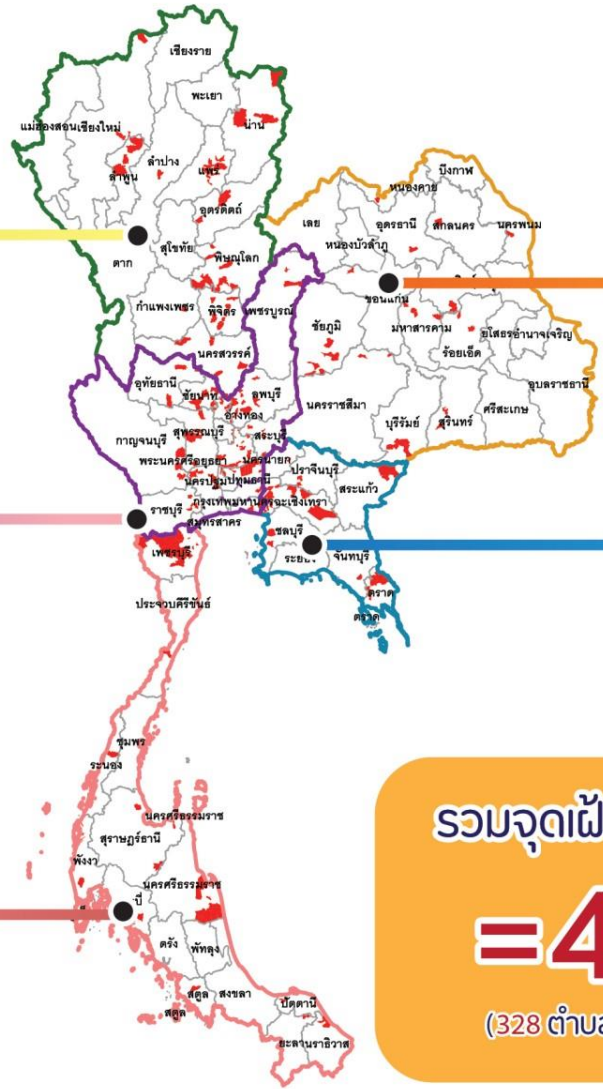 เชียงราย
พะเยา
แม่ฮ่องสอน เชียงใหม่
น่าน
ลำปาง
แพร่
ลำพูน
อุตรดิตถ์
สุโขทัย
ตาก
พิษณุโลก
กำแพงเพชร
พิจิตร
เพชรบูรณ์
นครสวรรค์
บึงกาฬ
หนองคาย
เลย
อุดรธานี
สกลนคร
นครพนม
หนองบัวลำภู
ขอนแก่น
ชัยภูมิ
มหาสารคาม
ยโสธร อำนาจเจริญ
ร้อยเอ็ด
อุบลราชธานี
นครราชสีมา
บุรีรัมย์
สุรินทร์
ศรีสะเกษ
อุทัยธานี
ชัยนาท
ลพบุรี
อ่างทอง
สุพรรณบุรี
สระบุรี
กาญจนบุรี
พระนครศรีอยุธยา
นครนายก
นครปฐม
ปทุมธานี
กรุงเทพมหานคร
ราชบุรี
สมุทรสาคร
ปราจีนบุรี
สระแก้ว
ฉะเชิงเทรา
ชลบุรี
ระยอง
จันทบุรี
ตราด
ตราด
เพชรบุรี
ประจวบคีรีขันธ์
ชุมพร
ระนอง
นครศรีธรรมราช
สุราษฎร์ธานี
พังงา
นครศรีธรรมราช
บี่
ตรัง
พัทลุง
สตูล
สงขลา
สตูล
ปัตตานี
ยะลา นราธิวาส
รวมจุดเฝ้
=4
(328 ตำบล